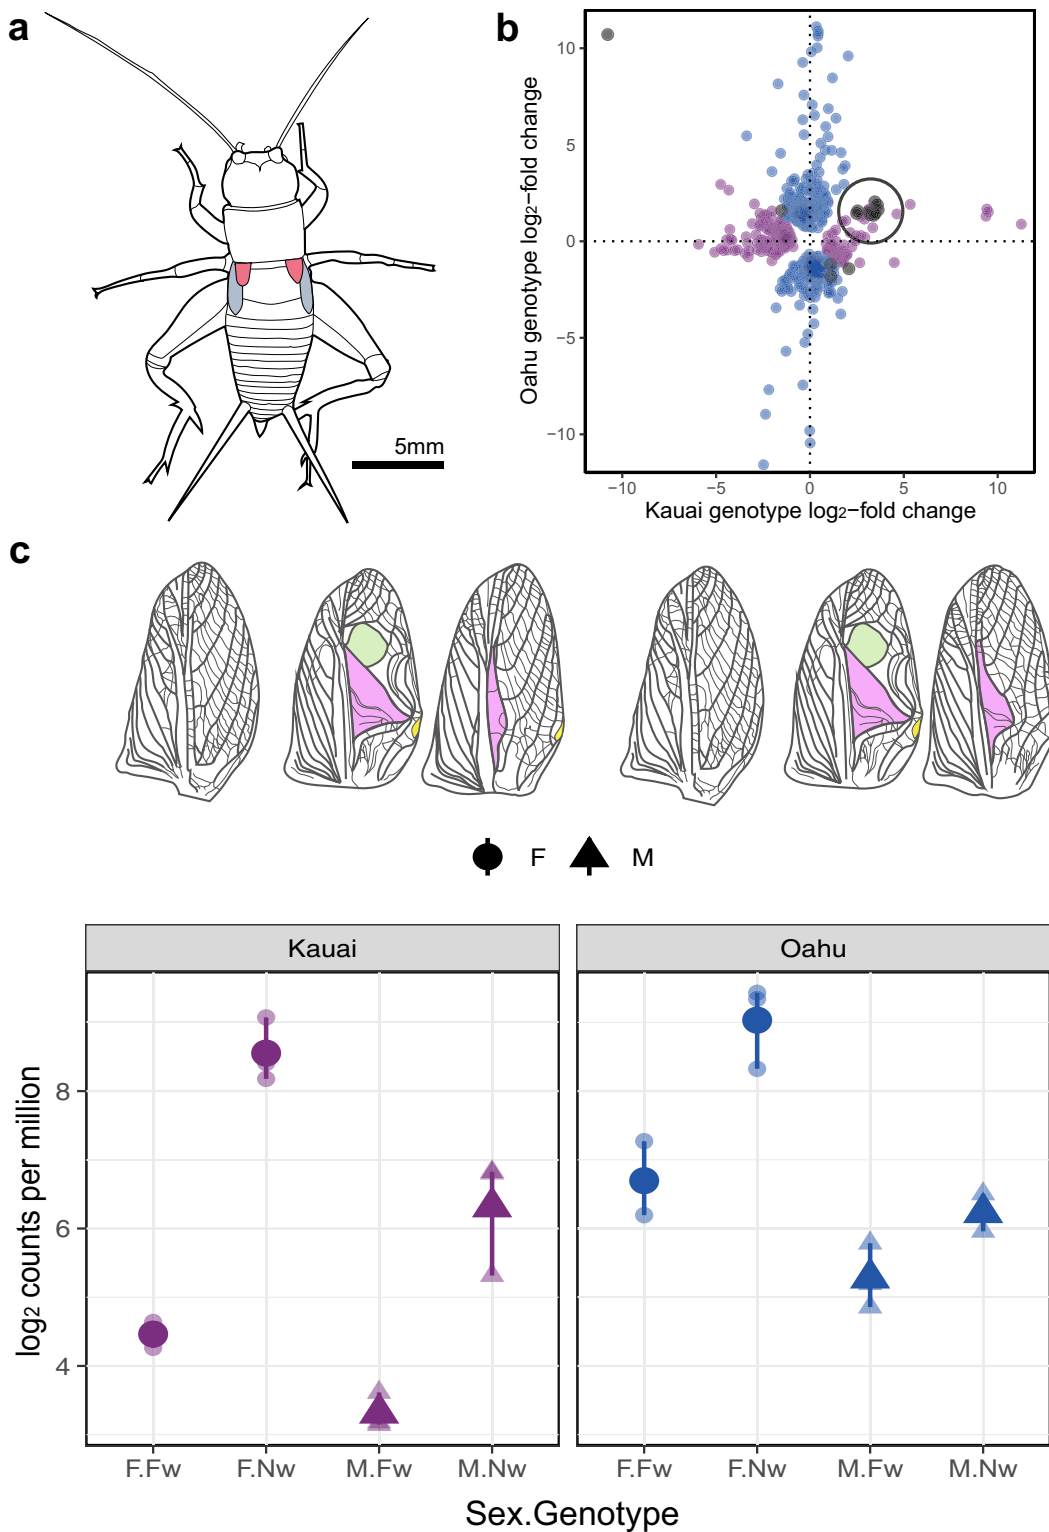 a
5mm
b
Oahu genotype log2−fold change
10
5
0
−5
−10
−10
−5
0
5
10
Kauai genotype log2−fold change
c
F
M
Kauai
Oahu
log2 counts per million
8
6
4
F.Fw
F.Nw
M.Fw
M.Nw
F.Fw
F.Nw
M.Fw
M.Nw
Sex.Genotype